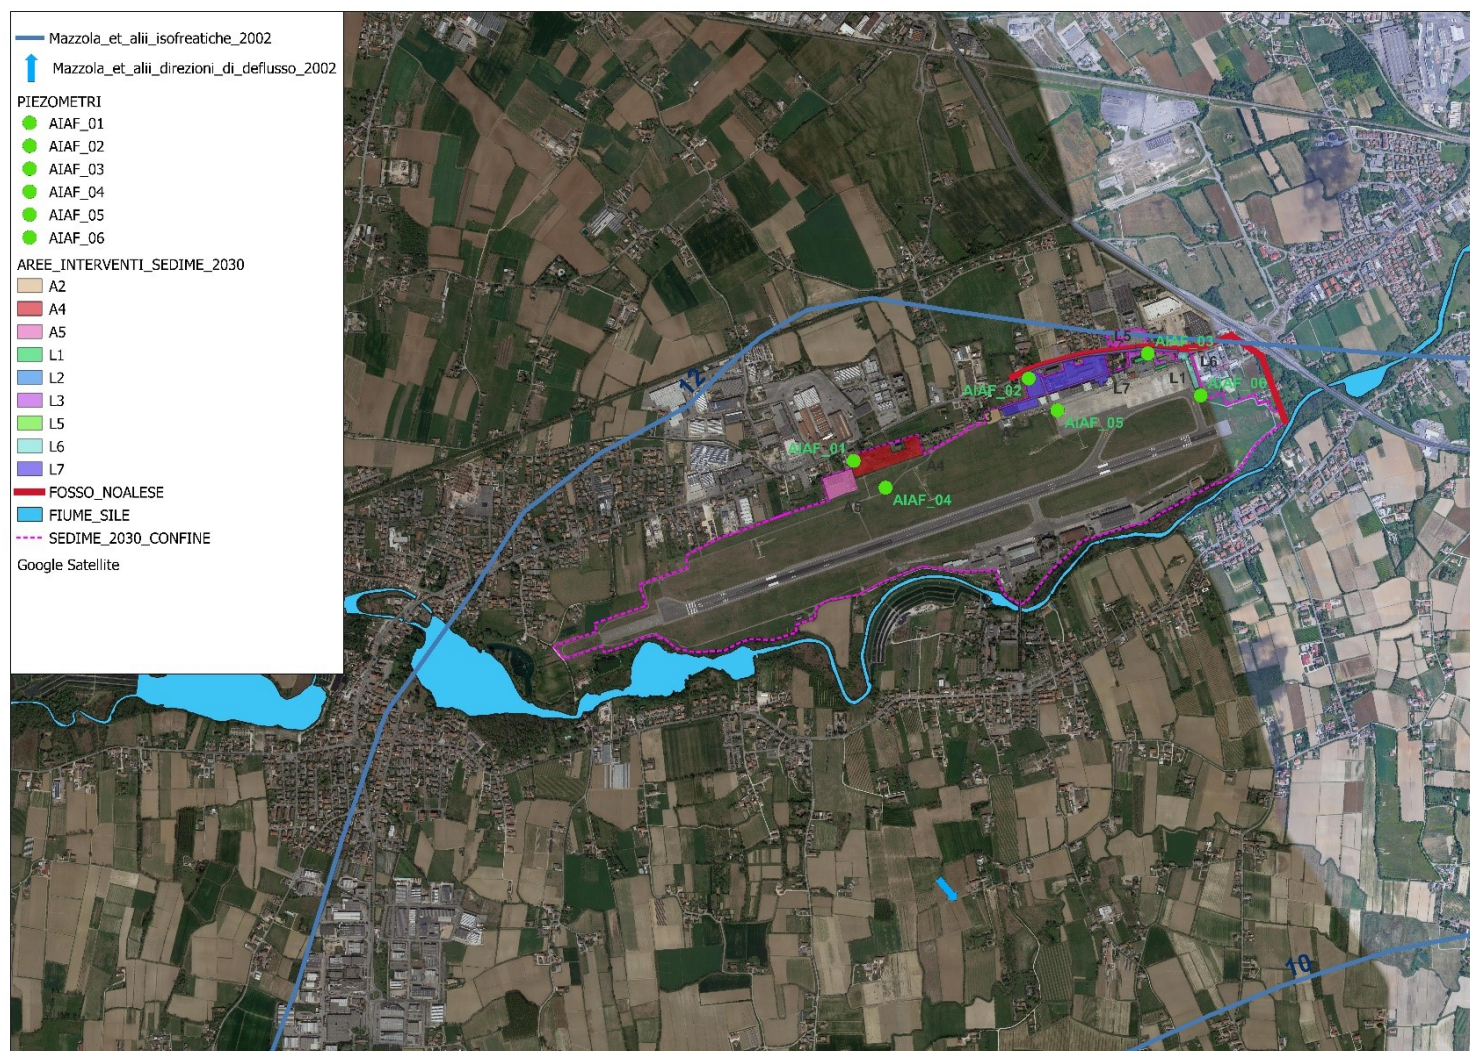 Mazzola_et_alii_isofreatiche_2002
Mazzola_et_alii_direzioni_di_deflusso_2002
PIEZOMETRI
AIAF_01
AIAF_02
AIAF_03
AIAF_04
AIAF_05
AIAF_06
AREE_INTERVENTI_SEDIME_2030
A2
A4
A5
L1
L2
L3
L5
L6
L7
FOSSO_NOALESE
FIUME_SILE
SEDIME_2030_CONFINE
Google Satellite
12
L5
AIAF_03
L6
AIAF_02
L7
L1
AIAF_06
AIAF_05
AIAF_01
A4
AIAF_04
10